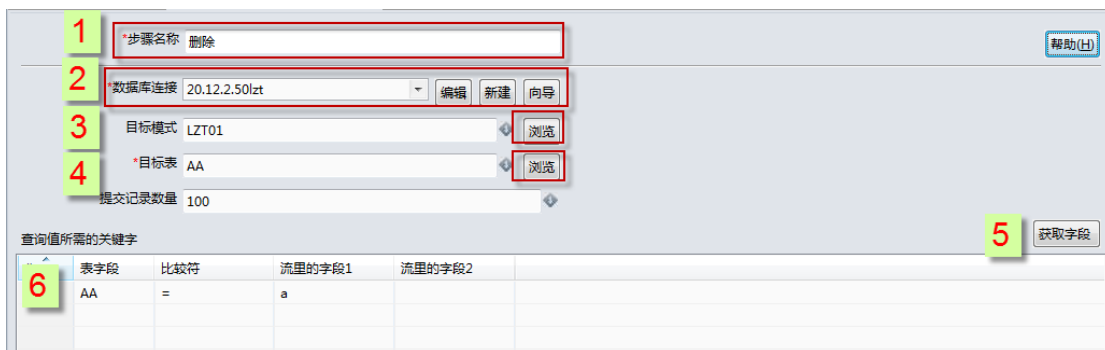 1 *步骤名称 删除 帮助(H)
2 *数据库连接 20.12.2.50lzt 编辑 新建 向导
3 目标模式 LZT01 浏览
4 *目标表 AA 浏览
提交记录数量 100
5 获取字段
查询值所需的关键字
表字段 比较符 流里的字段1 流里的字段2
6 AA = a